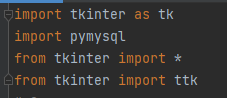 import tkinter as tk
import pymysql
from tkinter import *
from tkinter import ttk